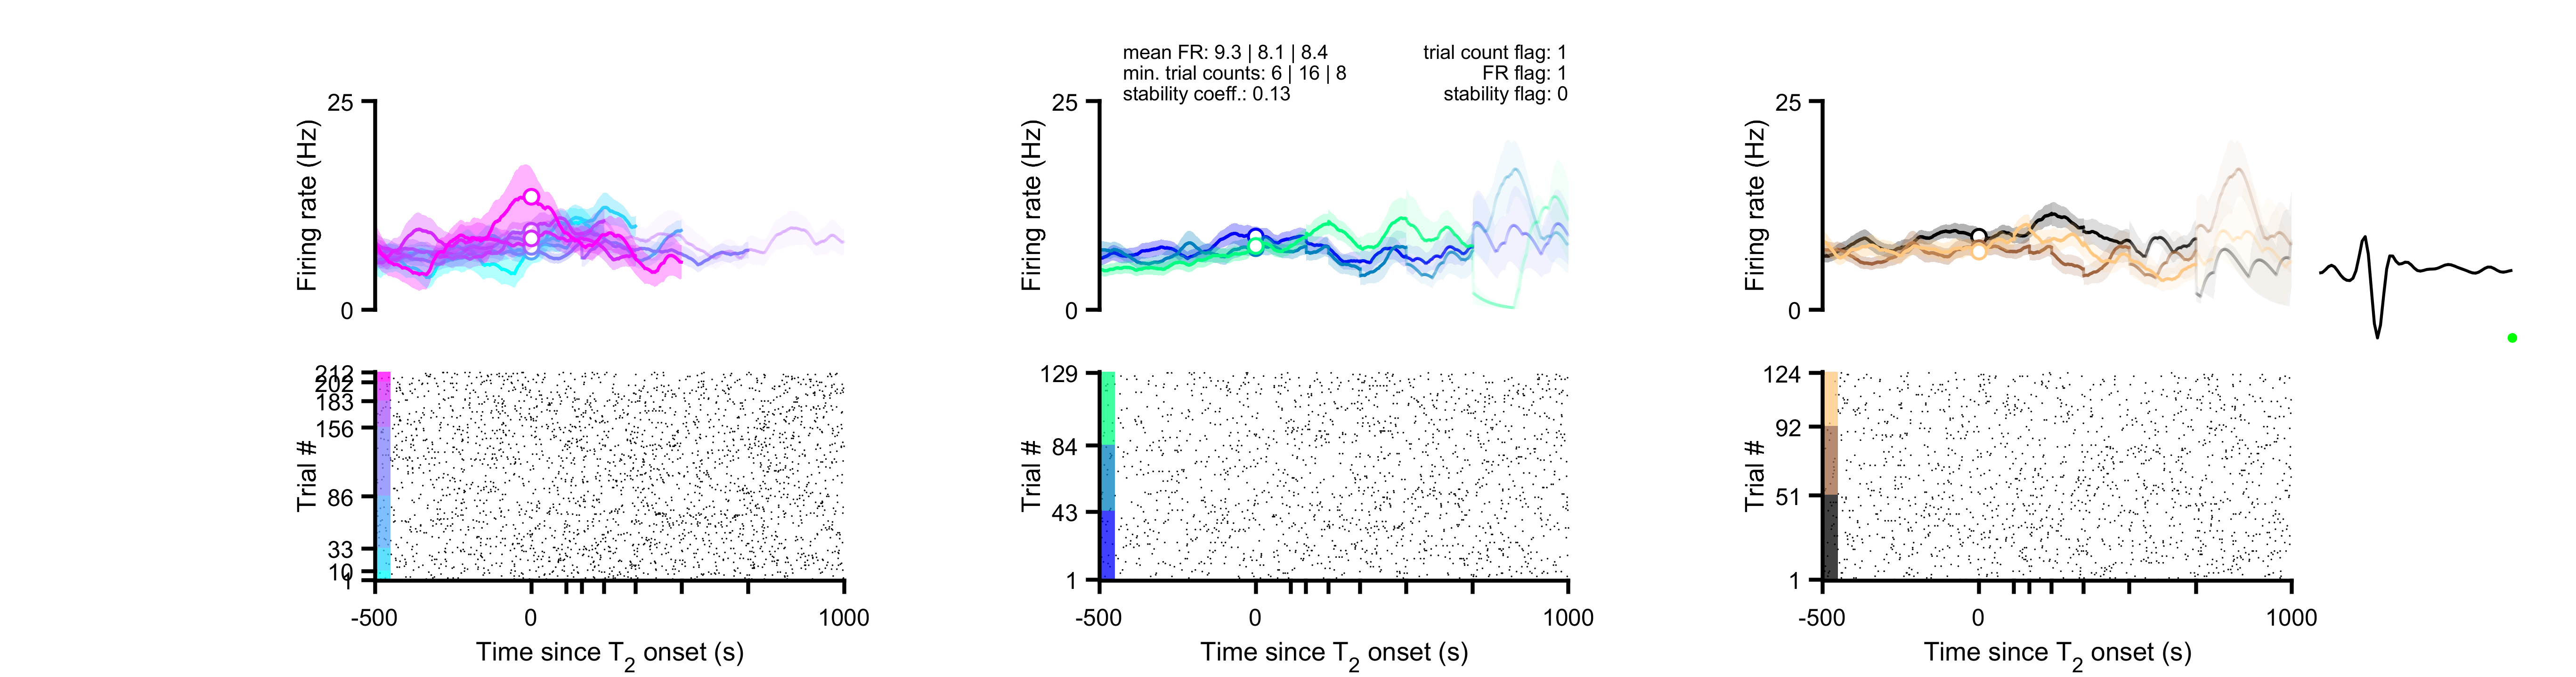 mean FR: 9.3 | 8.1 | 8.4
min. trial counts: 6 | 16 | 8
stability coeff.: 0.13
trial count flag: 1
FR flag: 1
stability flag: 0
25
Firing rate (Hz)
0
25
Firing rate (Hz)
0
25
Firing rate (Hz)
0
212
202
183
156
86
33
10
1
Trial #
-500
0
1000
Time since T2 onset (s)
129
84
43
1
Trial #
-500
0
1000
Time since T2 onset (s)
124
92
51
1
Trial #
-500
0
1000
Time since T2 onset (s)